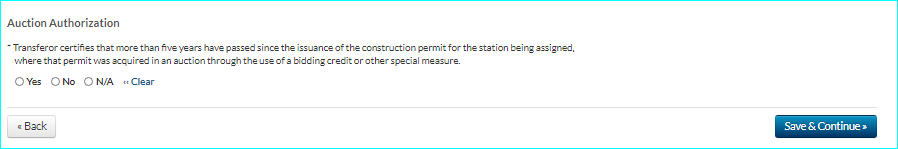 Auction Authorization
* Transferor certifies that more than five years have passed since the issuance of the construction permit for the station being assigned,
where that permit was acquired in an auction through the use of a bidding credit or other special measure.
Yes No N/A « Clear
« Back Save & Continue »